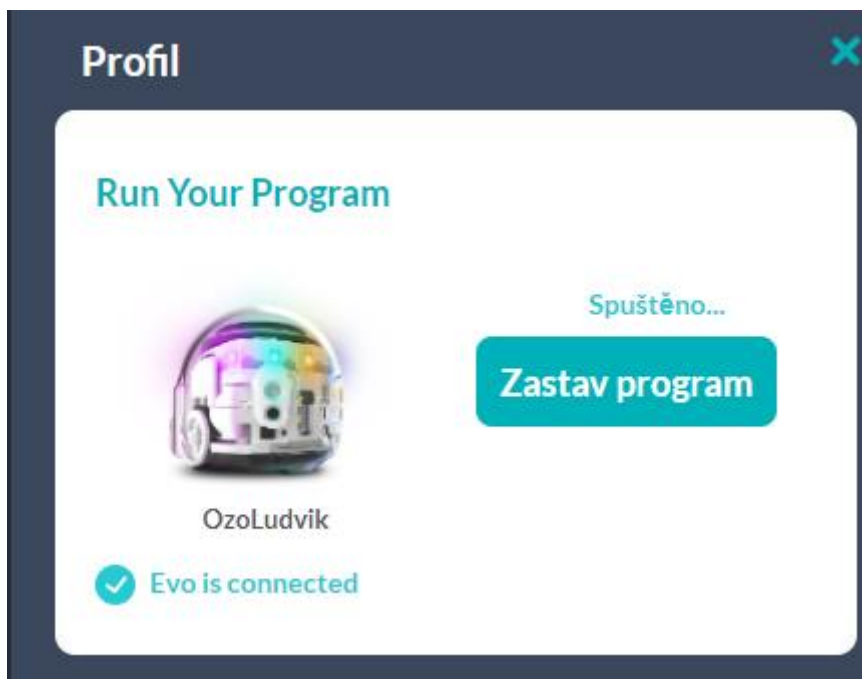 Profil
Run Your Program
Spuštěno...
Zastav program
OzoLudvik
Evo is connected